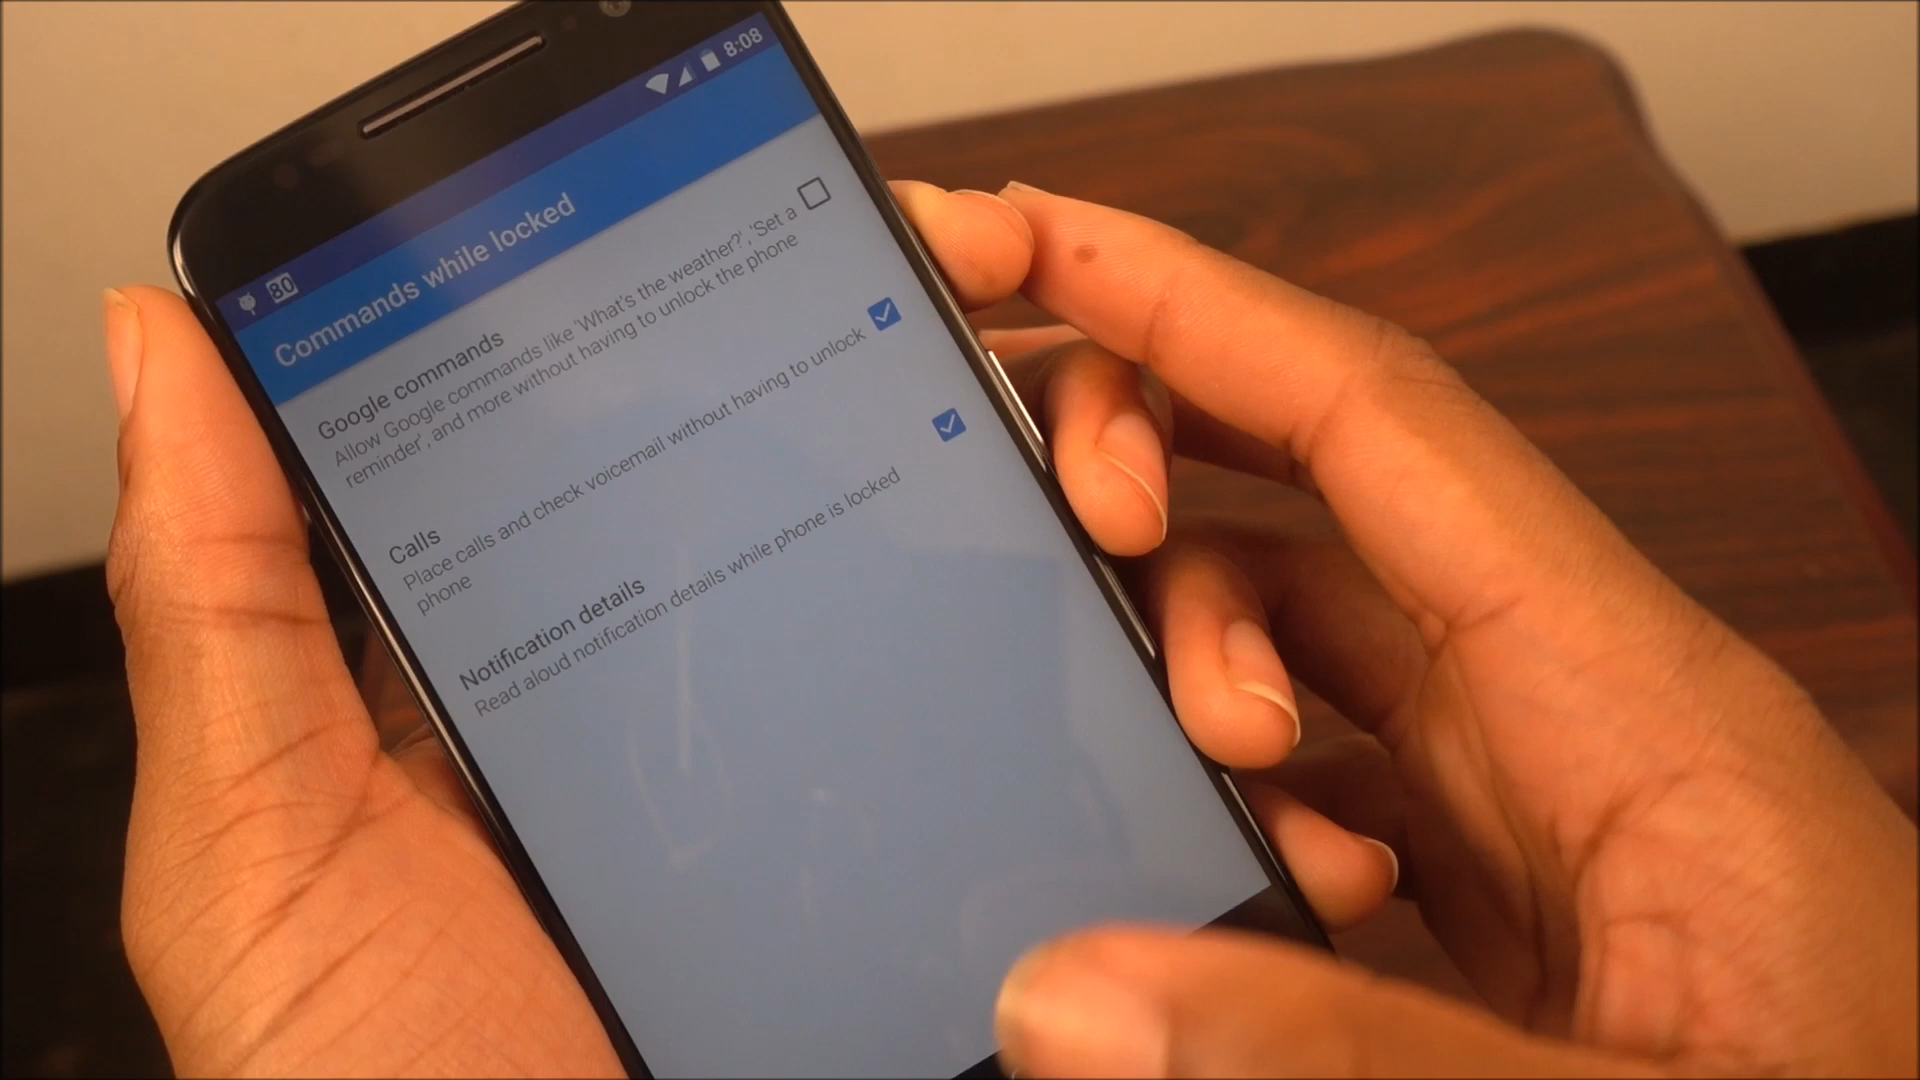 80
8:08
Commands while locked
Google commands
Allow Google commands like 'What's the weather?', 'Set a
reminder', and more without having to unlock the phone
Calls
Place calls and check voicemail without having to unlock
phone
Notification details
Read aloud notification details while phone is locked